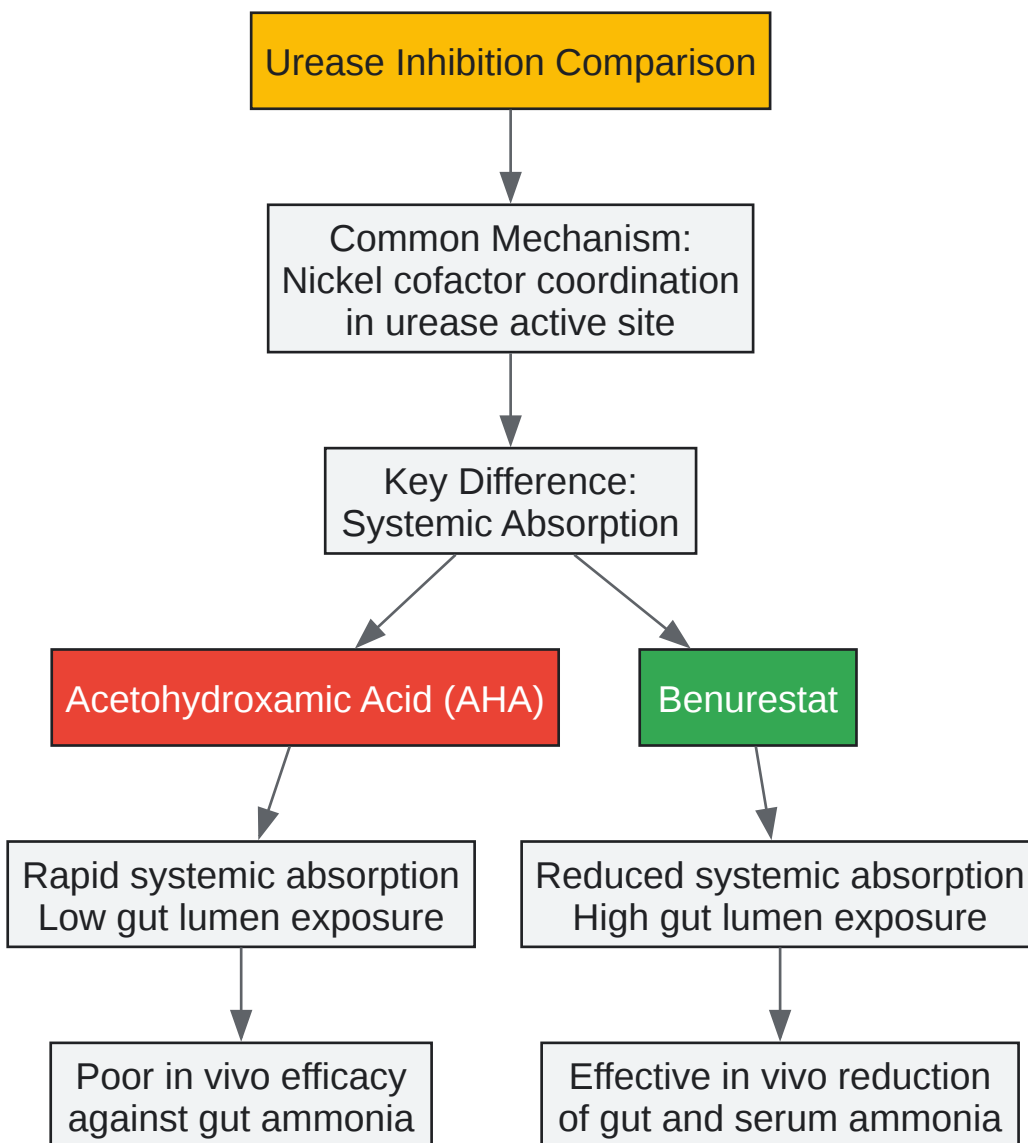 Urease Inhibition Comparison
Common Mechanism:
Nickel cofactor coordination
in urease active site
Key Difference:
Systemic Absorption
Acetohydroxamic Acid (AHA)
Benurestat
Rapid systemic absorption
Low gut lumen exposure
Reduced systemic absorption
High gut lumen exposure
Poor in vivo efficacy
against gut ammonia
Effective in vivo reduction
of gut and serum ammonia